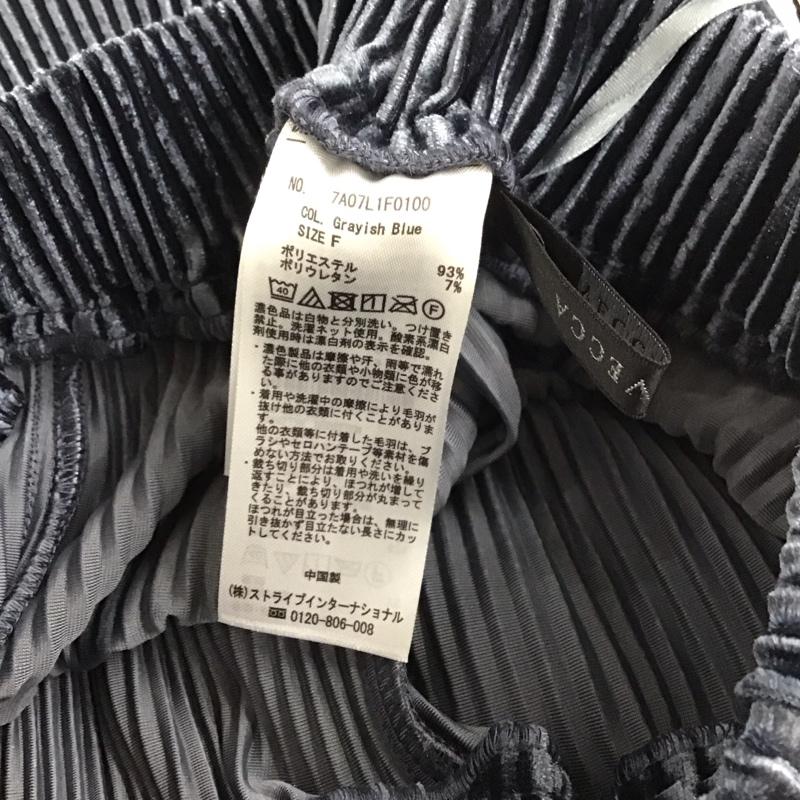 NO. 7A07L1F0100
COL. Grayish Blue
SIZE F
ポリエステル 93%
ポリウレタン 7%
40 F
濃色品は白物と分別洗い。つけ置き
禁止。洗濯ネット使用。酸素系漂白
剤使用時は漂白剤の表示を確認。
・濃色製品は摩擦や汗、雨等で濡れ
た際に他の衣類や小物類に色が移
る事がありますのでご注意くださ
い。
・着用や洗濯中の摩擦により毛羽が
抜け他の衣類に付くことがありま
す。
他の衣類等に付着した毛羽は、ブ
ラシやセロハンテープ等素材を傷
めない方法でお取りください。
・裁ち切り部分は着用や洗いを繰り
返すことにより、ほつれが増して
きたり、裁ち切り部分が丸まって
くることがあります。
ほつれが目立った場合は、無理に
引き抜かず目立たない長さにカッ
トしてください。
中国製
(株)ストライプインターナショナル
0120-806-008
VECCA